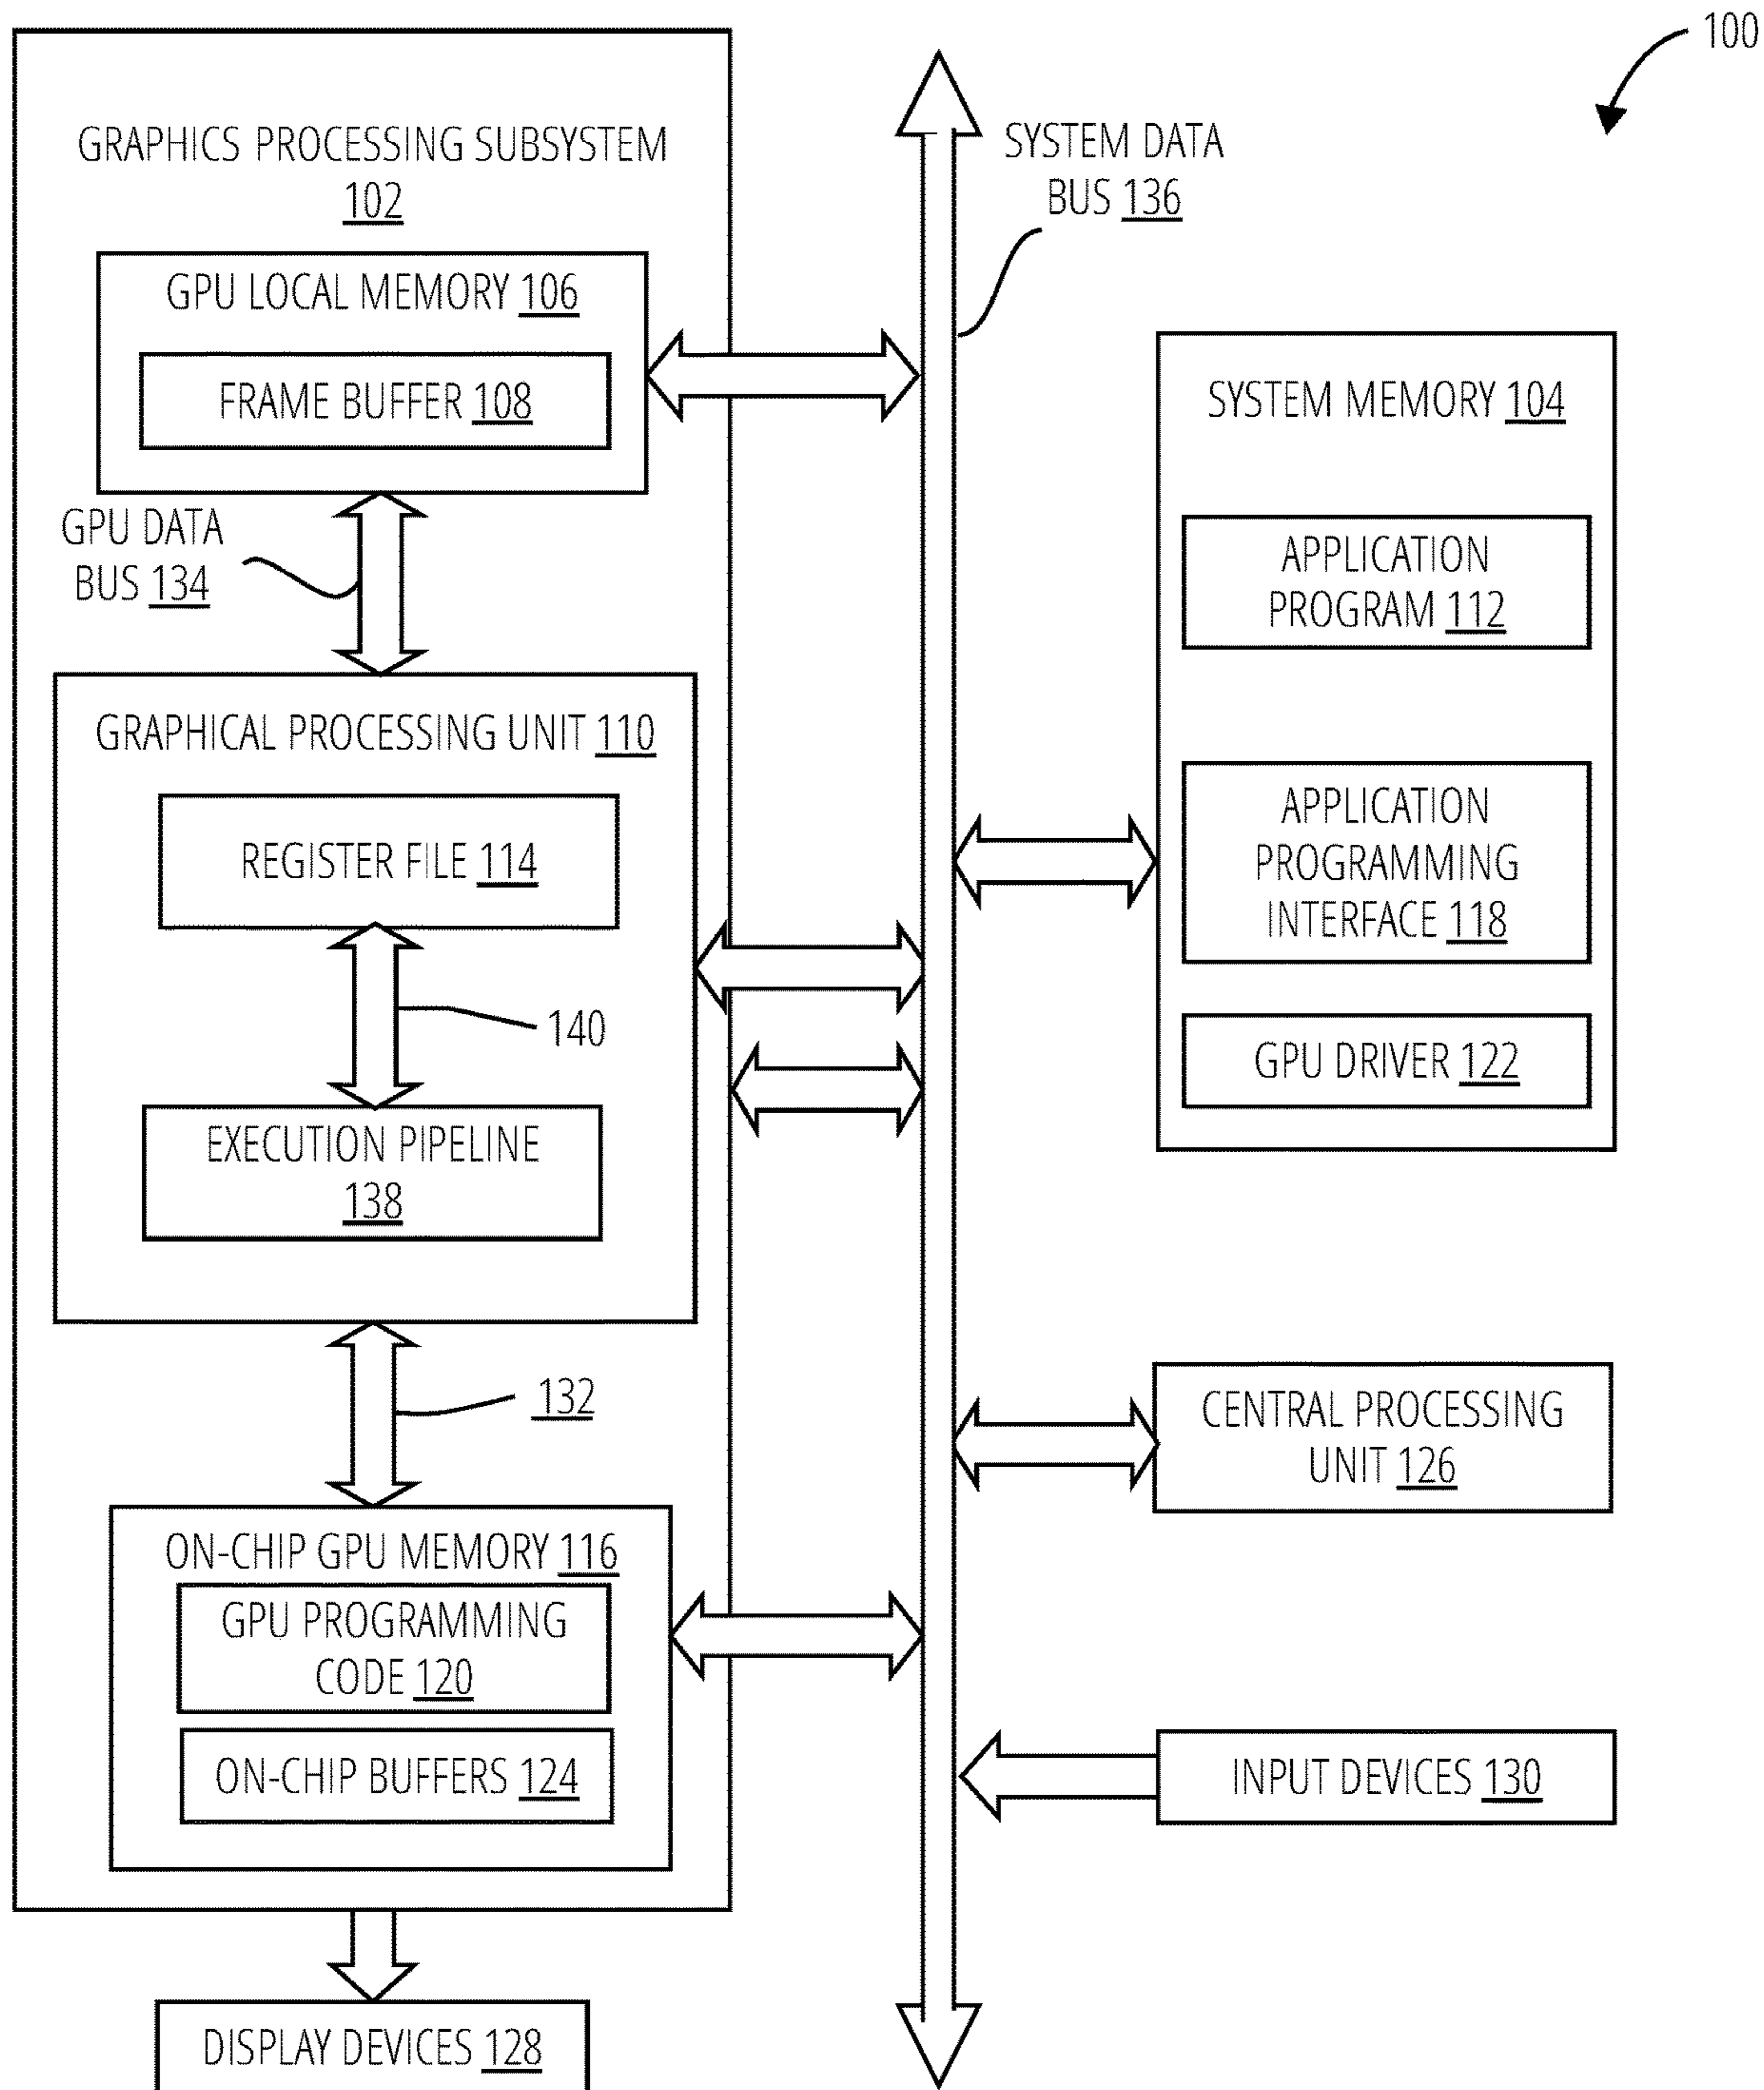 100
GRAPHICS PROCESSING SUBSYSTEM
102
GPU LOCAL MEMORY 106
FRAME BUFFER 108
GPU DATA
BUS 134
GRAPHICAL PROCESSING UNIT 110
REGISTER FILE 114
140
EXECUTION PIPELINE
138
132
ON-CHIP GPU MEMORY 116
GPU PROGRAMMING
CODE 120
ON-CHIP BUFFERS 124
DISPLAY DEVICES 128
SYSTEM DATA
BUS 136
SYSTEM MEMORY 104
APPLICATION
PROGRAM 112
APPLICATION
PROGRAMMING
INTERFACE 118
GPU DRIVER 122
CENTRAL PROCESSING
UNIT 126
INPUT DEVICES 130